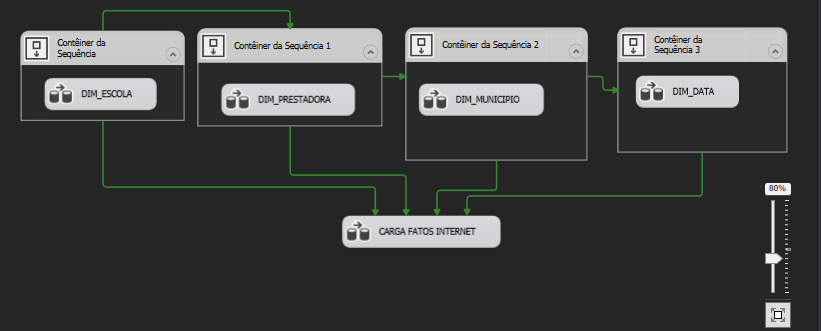 Contêiner da
Sequência
Contêiner da Sequência 1
Contêiner da Sequência 2
Contêiner da
Sequência 3
DIM_ESCOLA
DIM_PRESTADORA
DIM_MUNICIPIO
DIM_DATA
80%
CARGA FATOS INTERNET